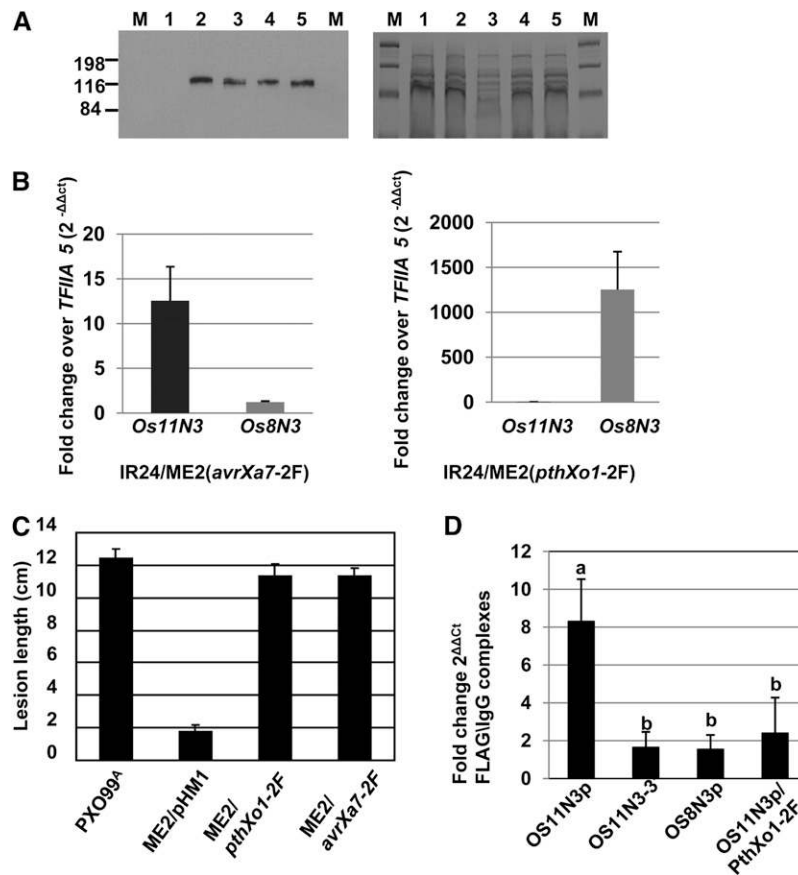 A
M 1 2 3 4 5 M
198
116
84
M 1 2 3 4 5 M
B
Fold change over TFIIA 5 (2 -ΔΔct)
20
15
10
5
0
Os11N3 Os8N3
IR24/ME2(avrXa7-2F)
Fold change over TFIIA 5 (2 -ΔΔct)
2000
1500
1000
500
0
Os11N3 Os8N3
IR24/ME2(pthXo1-2F)
C
Lesion length (cm)
14
12
10
8
6
4
2
0
PXO99A
ME2/pHM1
ME2/
pthXo1-2F
ME2/
avrXa7-2F
D
Fold change 2ΔΔCt
FLAG\IgG complexes
12
10
8
6
4
2
0
a
b
b
b
OS11N3p
OS11N3-3
OS8N3p
OS11N3p/
PthXo1-2F